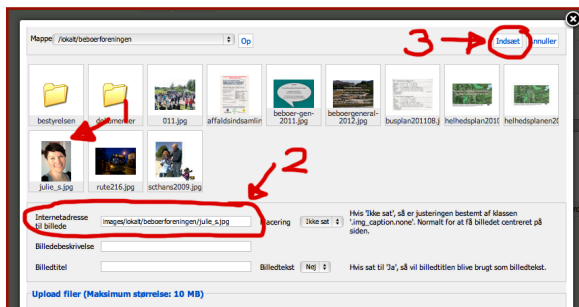 Mappe /lokalt/beboerforeningen Op
3
Indsæt Annuller
bestyrelsen
dokumenter
011.jpg
affaldsindsamlin
beboer-gen-2011.jpg
beboergeneral-2012.jpg
busplan201108.j
helhedsplan2010
helhedsplanen20
1
julie_s.jpg
rute216.jpg
scthans2009.jpg
2
Internetadresse til billede images/lokalt/beboerforeningen/julie_s.jpg
Placering Ikke sat
Hvis 'Ikke sat', så er justeringen bestemt af klassen
'.img_caption.none'. Normalt for at få billedet centreret på
siden.
Billedebeskrivelse
Billedtitel
Billedtekst Nej
Hvis sat til 'Ja', så vil billedtitlen blive brugt som billedtekst.
Upload filer (Maksimum størrelse: 10 MB)